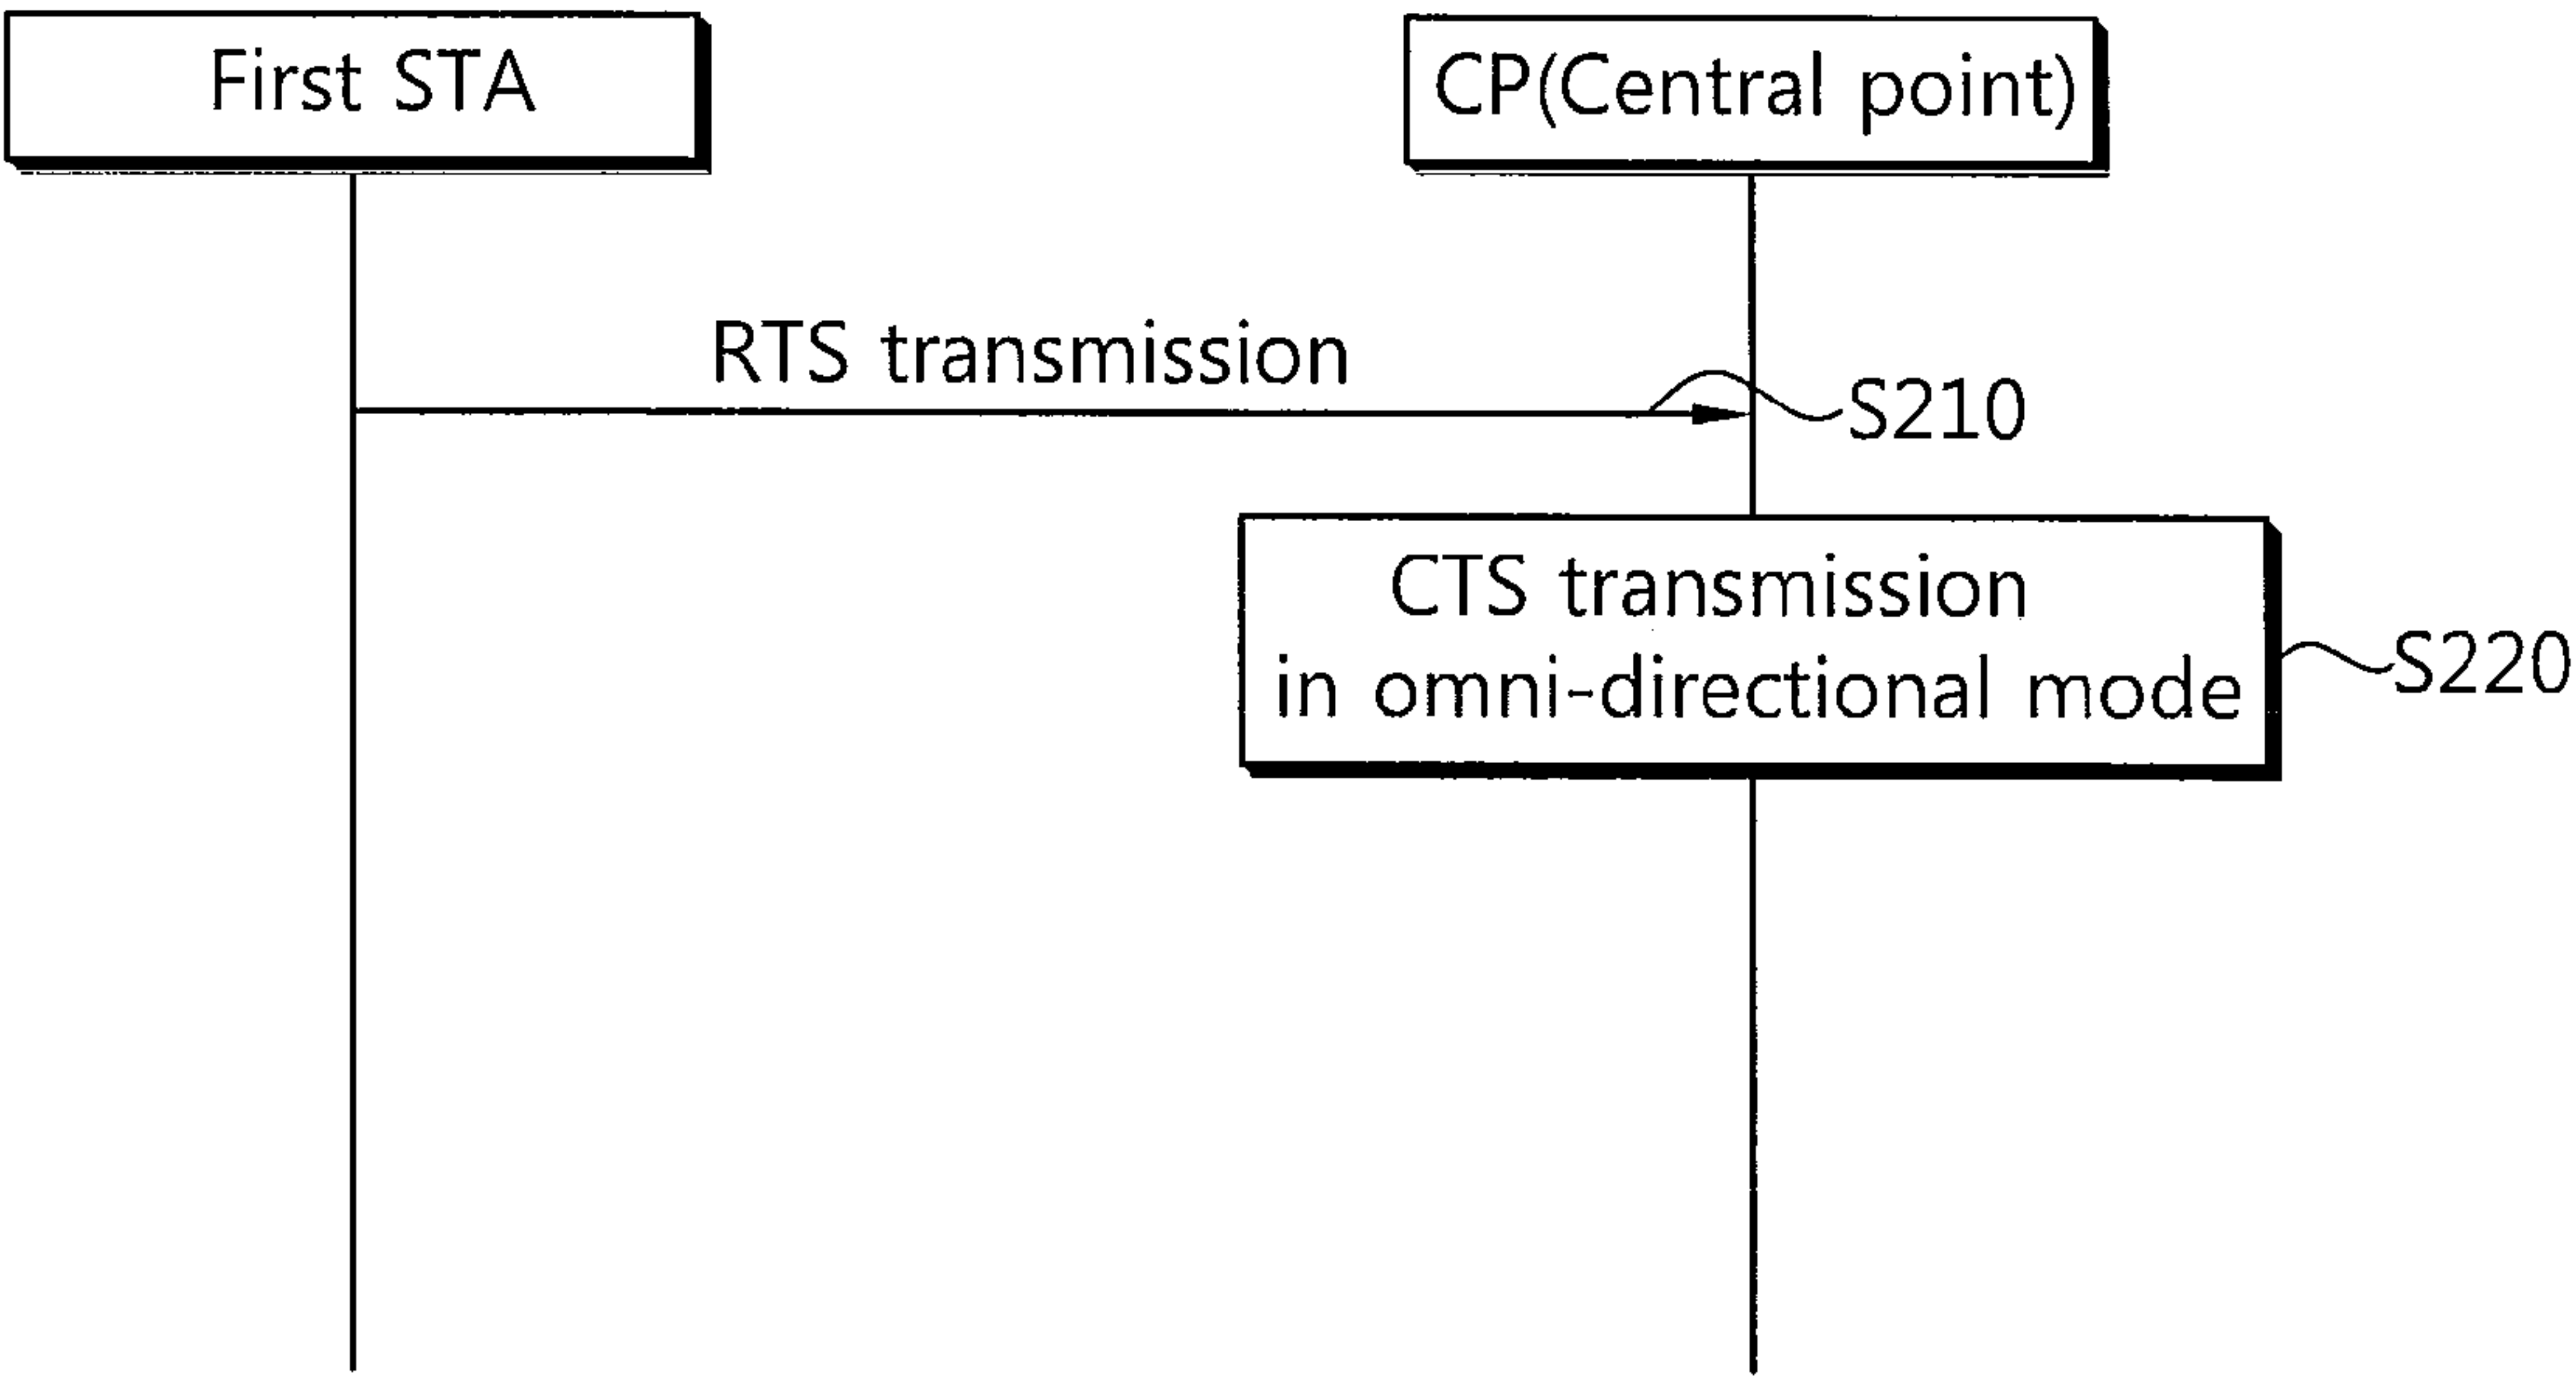 First STA
CP(Central point)
RTS transmission
S210
CTS transmission
in omni-directional mode
S220